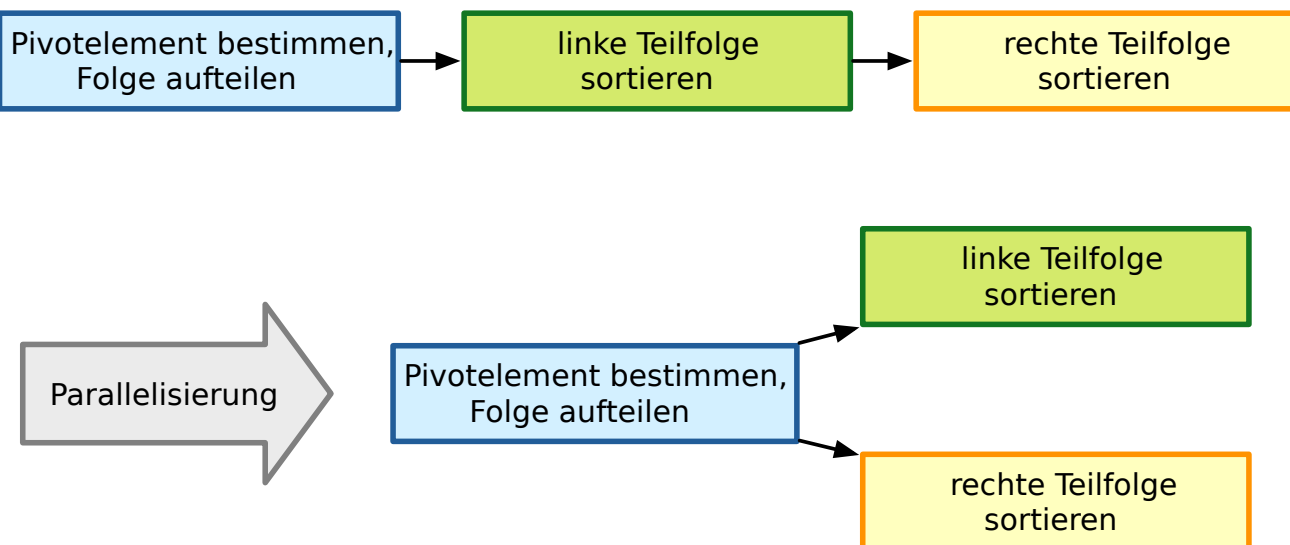 Pivotelement bestimmen,
Folge aufteilen
linke Teilfolge
sortieren
rechte Teilfolge
sortieren
Parallelisierung
Pivotelement bestimmen,
Folge aufteilen
linke Teilfolge
sortieren
rechte Teilfolge
sortieren